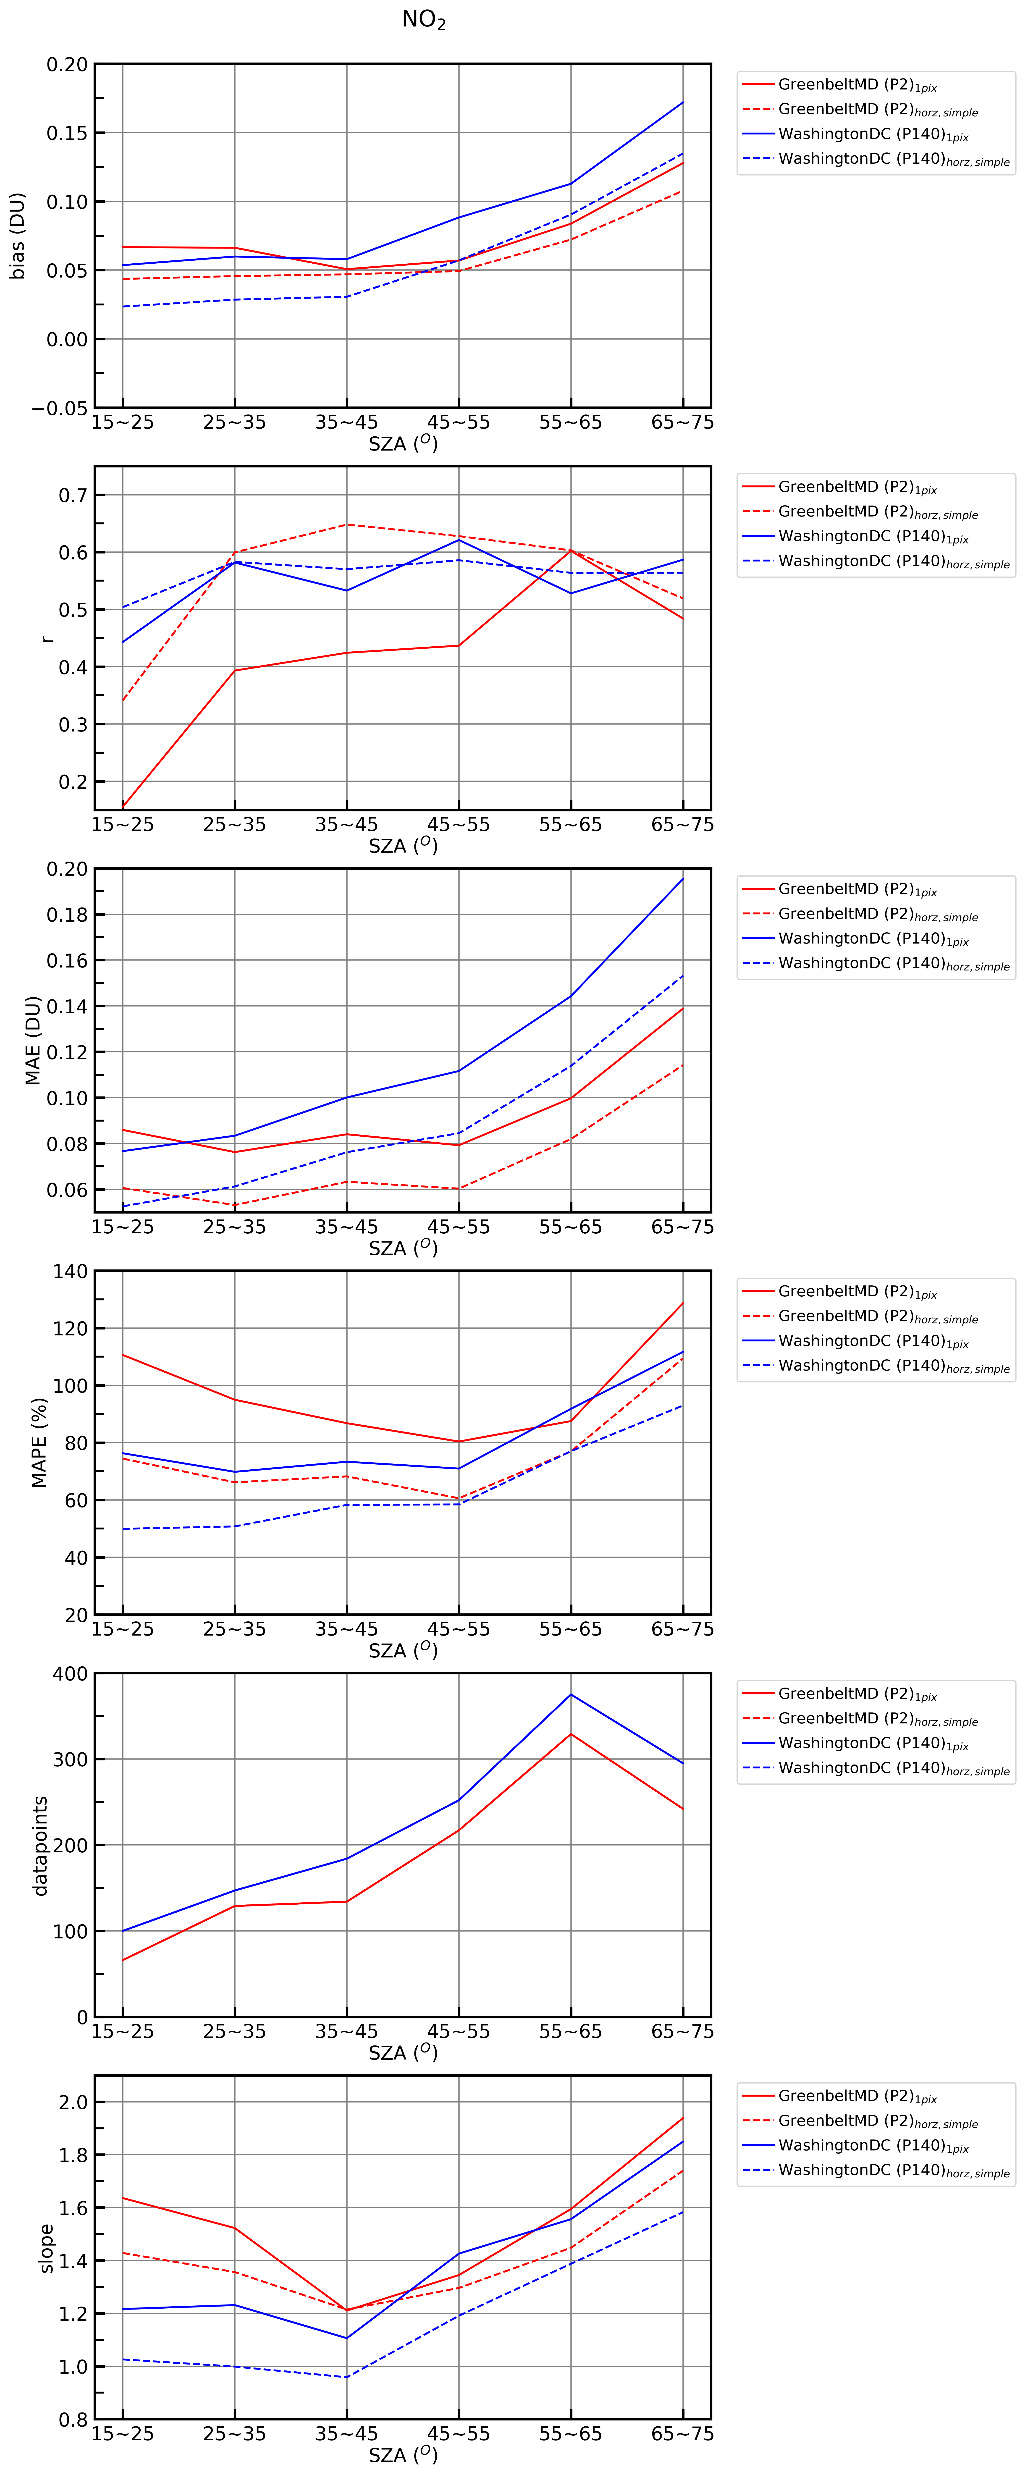 NO₂
0.20
0.15
0.10
0.05
0.00
−0.05
bias (DU)
15~25 25~35 35~45 45~55 55~65 65~75
SZA (ᴼ)
GreenbeltMD (P2)1pix
GreenbeltMD (P2)horz,simple
WashingtonDC (P140)1pix
WashingtonDC (P140)horz,simple
0.7
0.6
0.5
0.4
0.3
0.2
r
15~25 25~35 35~45 45~55 55~65 65~75
SZA (ᴼ)
GreenbeltMD (P2)1pix
GreenbeltMD (P2)horz,simple
WashingtonDC (P140)1pix
WashingtonDC (P140)horz,simple
0.20
0.18
0.16
0.14
0.12
0.10
0.08
0.06
MAE (DU)
15~25 25~35 35~45 45~55 55~65 65~75
SZA (ᴼ)
GreenbeltMD (P2)1pix
GreenbeltMD (P2)horz,simple
WashingtonDC (P140)1pix
WashingtonDC (P140)horz,simple
140
120
100
80
60
40
20
MAPE (%)
15~25 25~35 35~45 45~55 55~65 65~75
SZA (ᴼ)
GreenbeltMD (P2)1pix
GreenbeltMD (P2)horz,simple
WashingtonDC (P140)1pix
WashingtonDC (P140)horz,simple
400
300
200
100
0
datapoints
15~25 25~35 35~45 45~55 55~65 65~75
SZA (ᴼ)
GreenbeltMD (P2)1pix
GreenbeltMD (P2)horz,simple
WashingtonDC (P140)1pix
WashingtonDC (P140)horz,simple
2.0
1.8
1.6
1.4
1.2
1.0
0.8
slope
15~25 25~35 35~45 45~55 55~65 65~75
SZA (ᴼ)
GreenbeltMD (P2)1pix
GreenbeltMD (P2)horz,simple
WashingtonDC (P140)1pix
WashingtonDC (P140)horz,simple